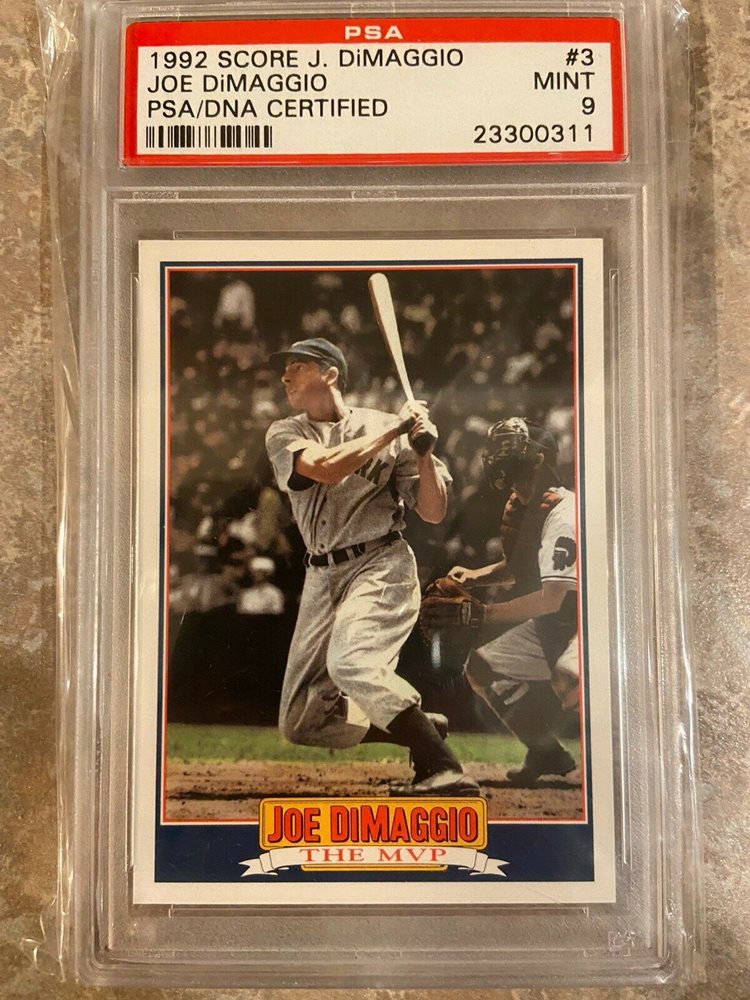 PSA
1992 SCORE J. DiMAGGIO #3
JOE DiMAGGIO MINT
PSA/DNA CERTIFIED 9
23300311
JOE DiMAGGIO
THE MVP